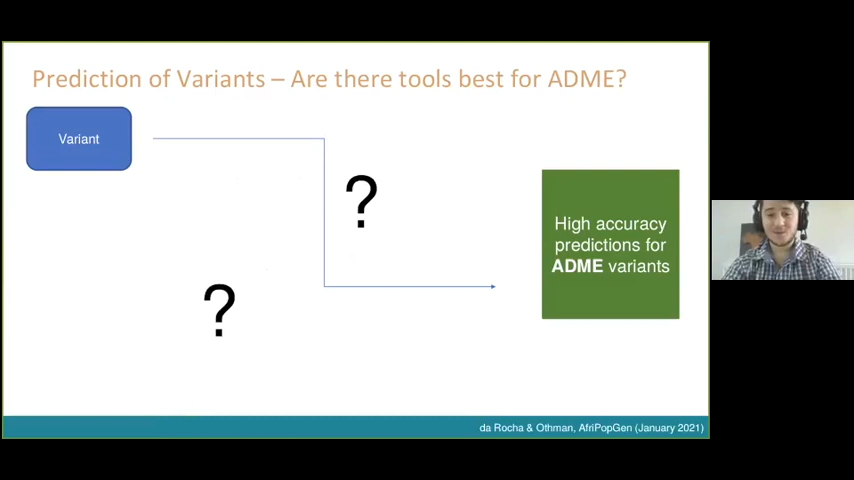 Prediction of Variants – Are there tools best for ADME?
Variant
?
?
High accuracy
predictions for
ADME variants
da Rocha & Othman, AfriPopGen (January 2021)